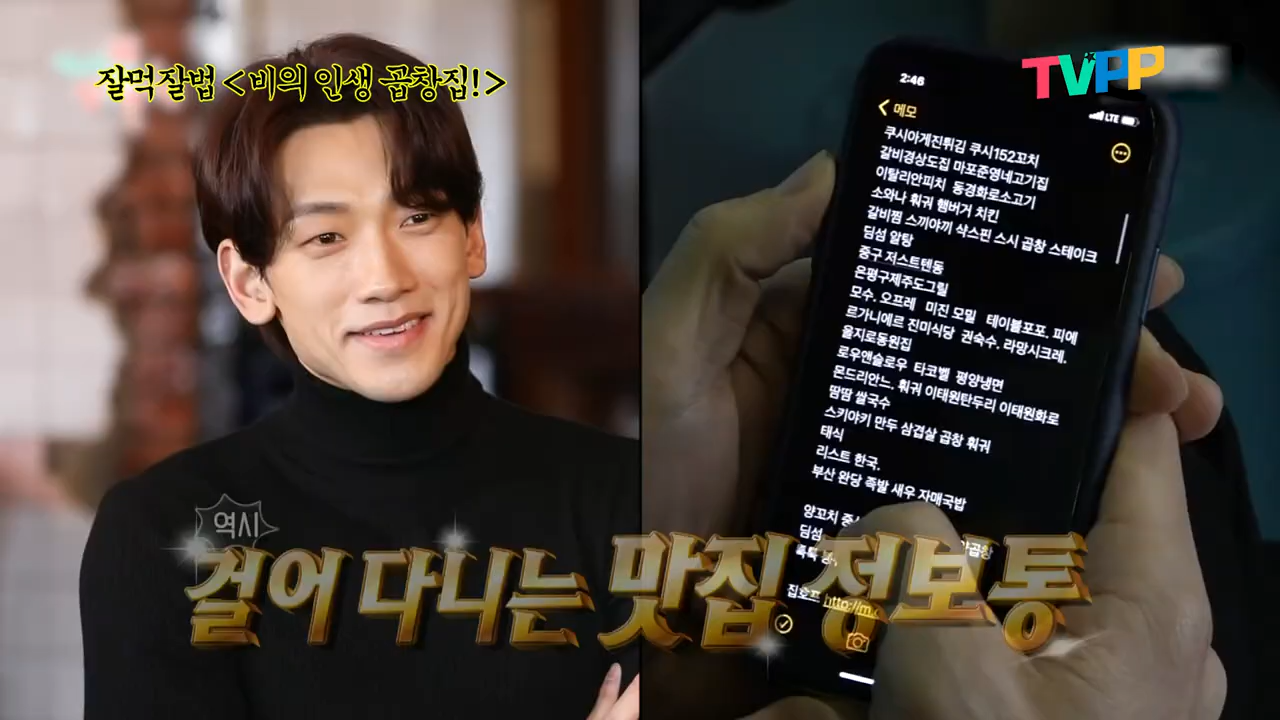 잘먹잘법 <비의 인생 곱창집!>
TVPP
2:46
LTE
메모
쿠시아게진튀김 쿠시152꼬치
갈비경상도집 마포준영네고기집
이탈리안피치 동경화로소고기
소와나 훠궈 햄버거 치킨
갈비찜 스끼야끼 샥스핀 스시 곱창 스테이크
딤섬 알탕
중구 저스트텐동
은평구제주도그릴
모수. 오프레 미진 모밀 테이블포포. 피에
르가니에르 진미식당 권숙수. 라망시크레.
을지로동원집
로우앤슬로우 타코벨 평양냉면
몬드리안느. 훠궈 이태원탄두리 이태원화로
땀땀 쌀국수
스키야키 만두 삼겹살 곱창 훠궈
태식
리스트 한국.
부산 완당 족발 새우 자매국밥
양꼬치
딤섬
http://m.
역시
걸어 다니는 맛집 정보통